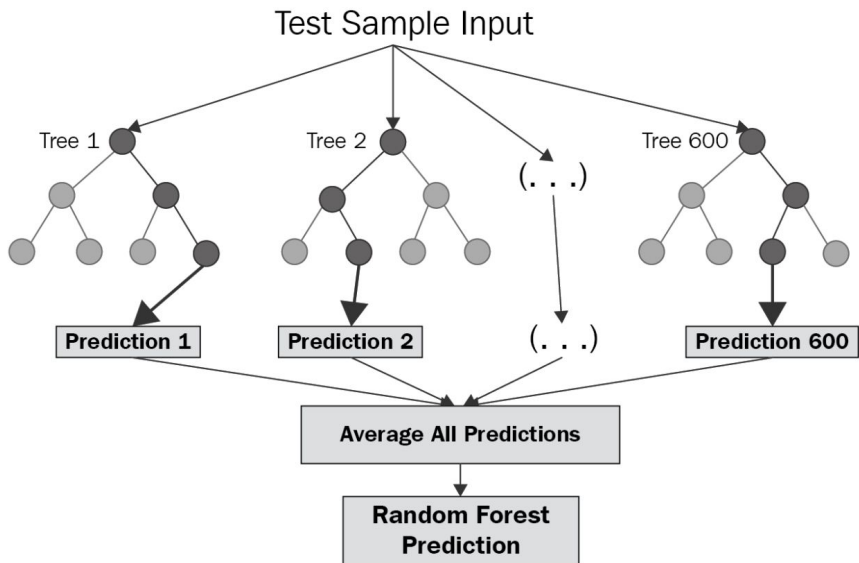 Test Sample Input
Tree 1
Tree 2
Tree 600
(. . .)
Prediction 1
Prediction 2
(. . .)
Prediction 600
Average All Predictions
Random Forest
Prediction